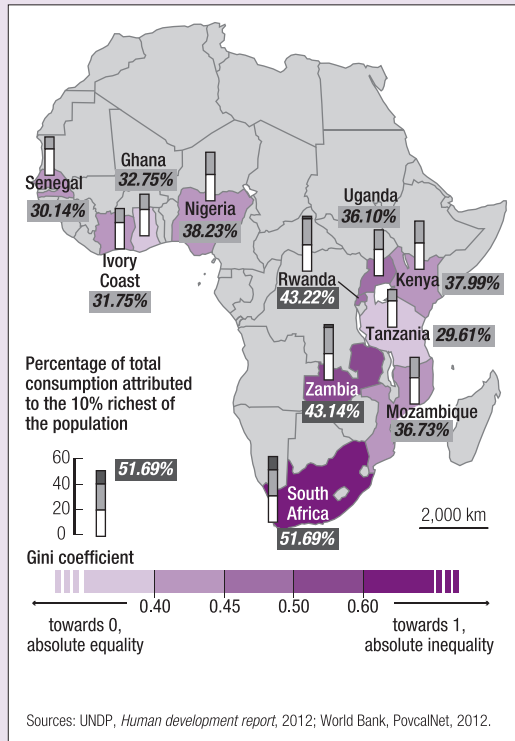 Ghana
32.75%
Senegal
30.14%
Nigeria
38.23%
Uganda
36.10%
Ivory
Coast
31.75%
Rwanda
43.22%
Kenya 37.99%
Tanzania 29.61%
Zambia
43.14%
Mozambique
36.73%
South
Africa
51.69%
Percentage of total
consumption attributed
to the 10% richest of
the population
60
40
20
0
51.69%
2,000 km
Gini coefficient
0.40 0.45 0.50 0.60
towards 0,
absolute equality
towards 1,
absolute inequality
Sources: UNDP, Human development report, 2012; World Bank, PovcalNet, 2012.